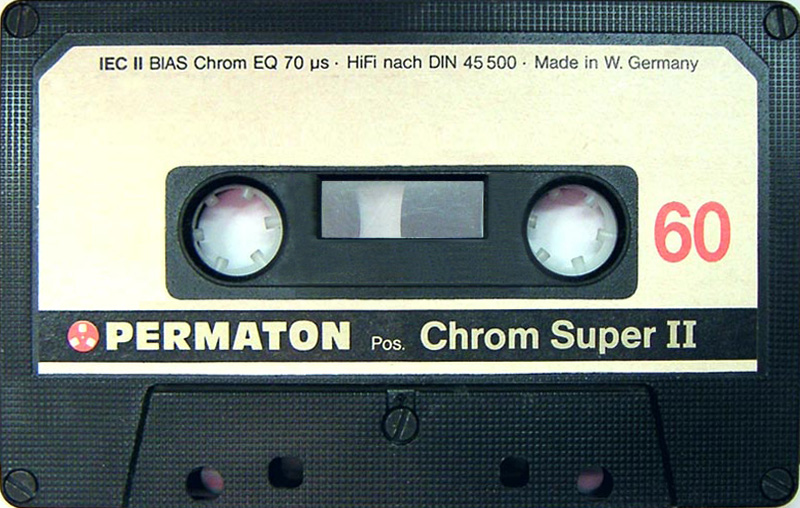 IEC II BIAS Chrom EQ 70 µs · HiFi nach DIN 45 500 · Made in W. Germany
60
PERMATON Pos. Chrom Super II